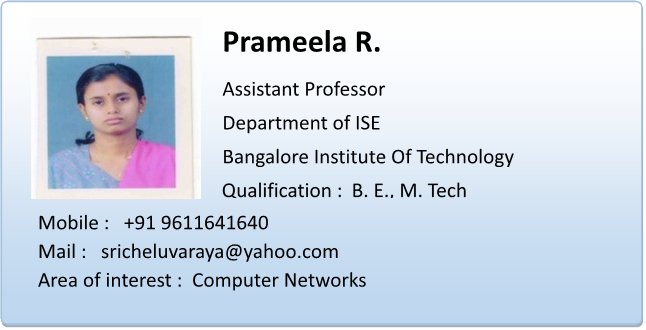 Prameela R.
Assistant Professor
Department of ISE
Bangalore Institute Of Technology
Qualification :  B. E., M. Tech
Mobile :   +91 9611641640
Mail :   sricheluvaraya@yahoo.com
Area of interest :  Computer Networks